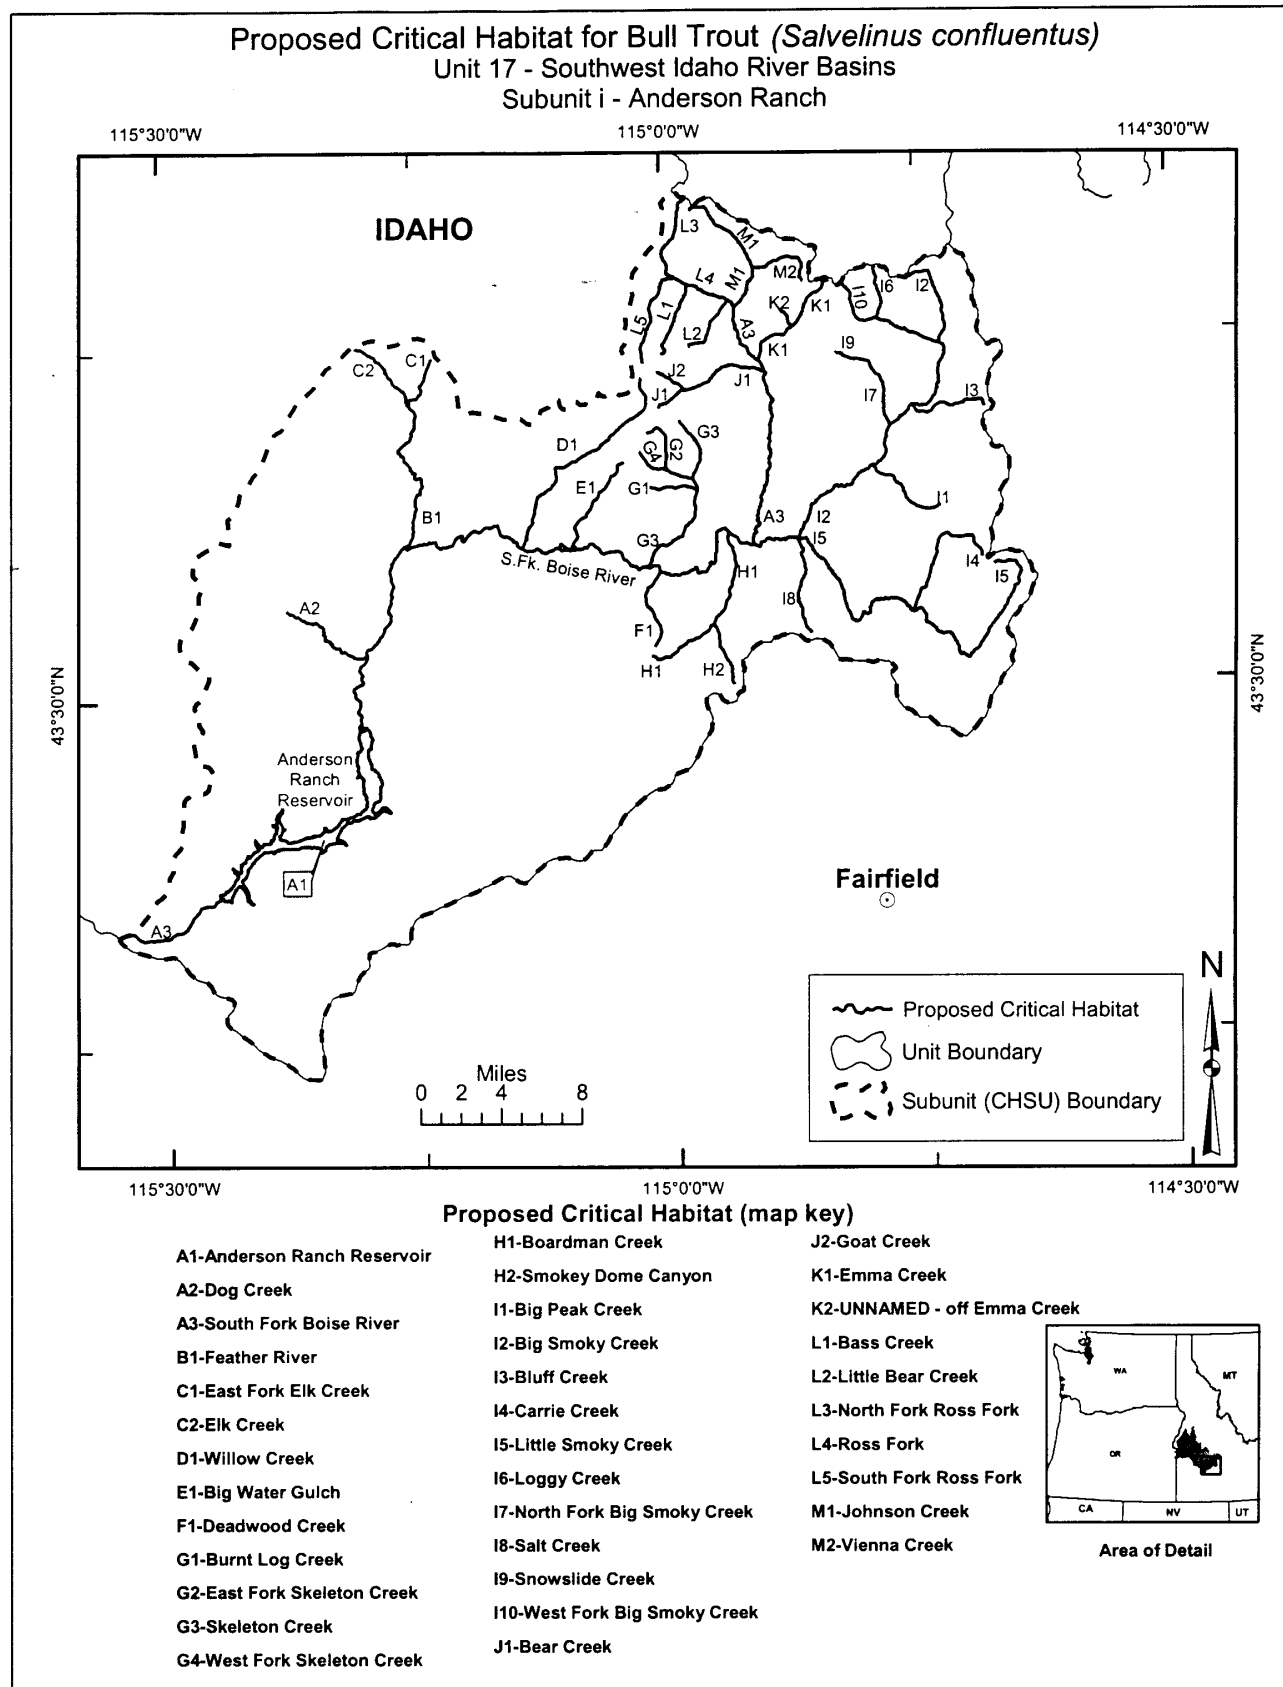 Proposed Critical Habitat for Bull Trout (Salvelinus confluentus)
Unit 17 - Southwest Idaho River Basins
Subunit i - Anderson Ranch
115°30'0"W
115°0'0"W
114°30'0"W
IDAHO
L3
M1
M2
L4
M1
K2
K1
I10
I6
I2
L5
L1
L2
A3
K1
I9
C2
C1
J2
J1
J1
I7
I3
D1
G4
G2
G3
E1
G1
I1
B1
A3
I2
G3
I5
S.Fk. Boise River
H1
I4
I5
A2
I8
F1
H1
H2
43°30'0"N
43°30'0"N
Anderson
Ranch
Reservoir
A1
Fairfield
A3
N
Proposed Critical Habitat
Unit Boundary
Subunit (CHSU) Boundary
Miles
0 2 4 8
115°30'0"W
115°0'0"W
114°30'0"W
Proposed Critical Habitat (map key)
A1-Anderson Ranch Reservoir
A2-Dog Creek
A3-South Fork Boise River
B1-Feather River
C1-East Fork Elk Creek
C2-Elk Creek
D1-Willow Creek
E1-Big Water Gulch
F1-Deadwood Creek
G1-Burnt Log Creek
G2-East Fork Skeleton Creek
G3-Skeleton Creek
G4-West Fork Skeleton Creek
H1-Boardman Creek
H2-Smokey Dome Canyon
I1-Big Peak Creek
I2-Big Smoky Creek
I3-Bluff Creek
I4-Carrie Creek
I5-Little Smoky Creek
I6-Loggy Creek
I7-North Fork Big Smoky Creek
I8-Salt Creek
I9-Snowslide Creek
I10-West Fork Big Smoky Creek
J1-Bear Creek
J2-Goat Creek
K1-Emma Creek
K2-UNNAMED - off Emma Creek
L1-Bass Creek
L2-Little Bear Creek
L3-North Fork Ross Fork
L4-Ross Fork
L5-South Fork Ross Fork
M1-Johnson Creek
M2-Vienna Creek
WA
MT
OR
CA
NV
UT
Area of Detail